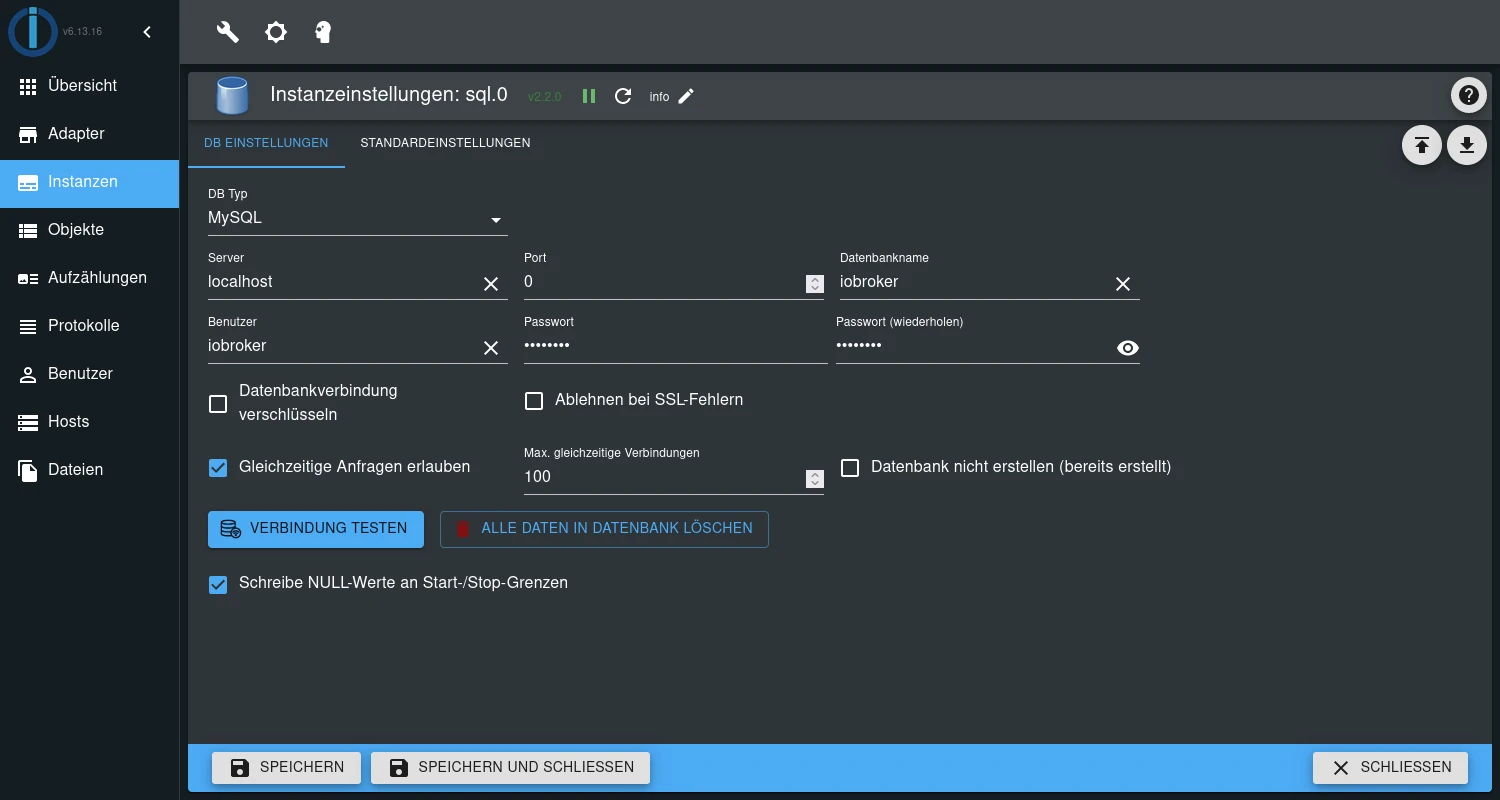 v6.13.16
Übersicht
Adapter
Instanzen
Objekte
Aufzählungen
Protokolle
Benutzer
Hosts
Dateien
Instanzeinstellungen: sql.0 v2.2.0 info
DB EINSTELLUNGEN STANDARDEINSTELLUNGEN
DB Typ
MySQL
Server Port Datenbankname
localhost 0 iobroker
Benutzer Passwort Passwort (wiederholen)
iobroker •••••••• ••••••••
Datenbankverbindung
verschlüsseln
Ablehnen bei SSL-Fehlern
Gleichzeitige Anfragen erlauben
Max. gleichzeitige Verbindungen
100
Datenbank nicht erstellen (bereits erstellt)
VERBINDUNG TESTEN ALLE DATEN IN DATENBANK LÖSCHEN
Schreibe NULL-Werte an Start-/Stop-Grenzen
SPEICHERN SPEICHERN UND SCHLIESSEN SCHLIESSEN